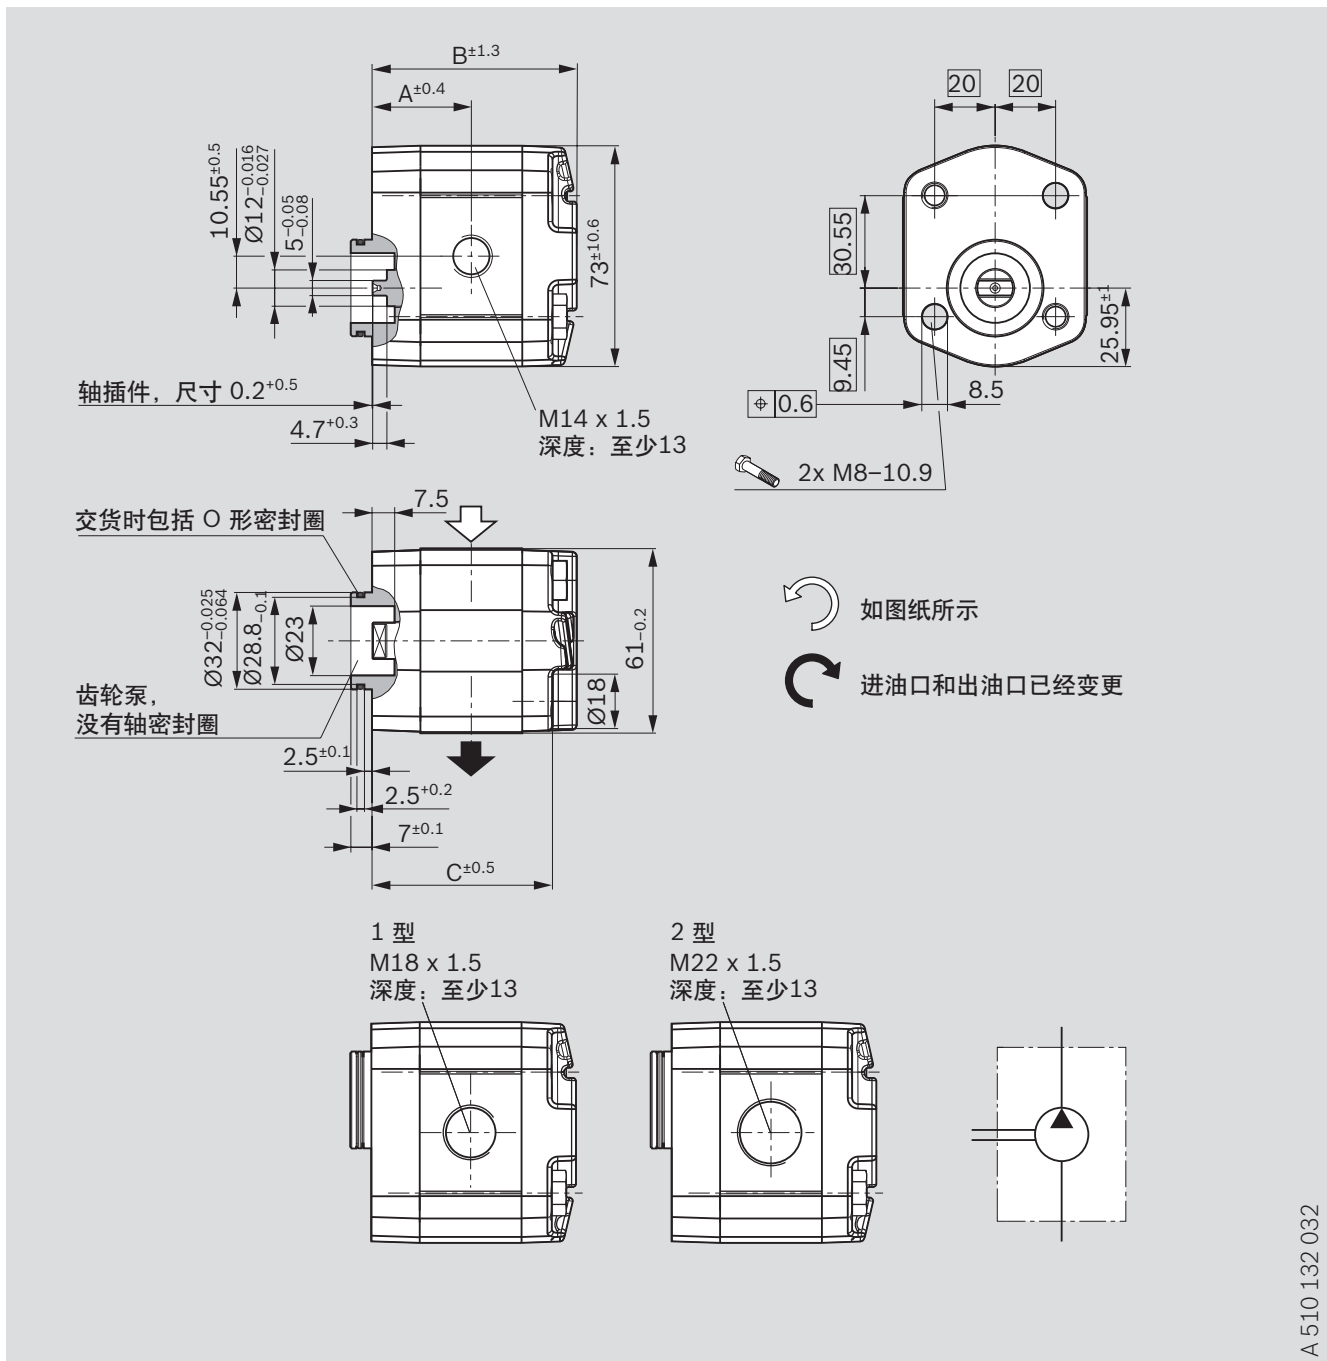 B±1.3
A±0.4
20
20
10.55±0.5
Ø12-0.016
-0.027
5-0.05
-0.08
73±10.6
30.55
9.45
25.95±1
轴插件，尺寸 0.2+0.5
4.7+0.3
M14 x 1.5
深度：至少13
0.6
8.5
2x M8–10.9
7.5
交货时包括 O 形密封圈
Ø32-0.025
-0.064
Ø28.8-0.1
Ø23
61-0.2
Ø18
如图纸所示
进油口和出油口已经变更
齿轮泵，
没有轴密封圈
2.5±0.1
2.5+0.2
7±0.1
C±0.5
1 型
M18 x 1.5
深度：至少13
2 型
M22 x 1.5
深度：至少13
A 510 132 032